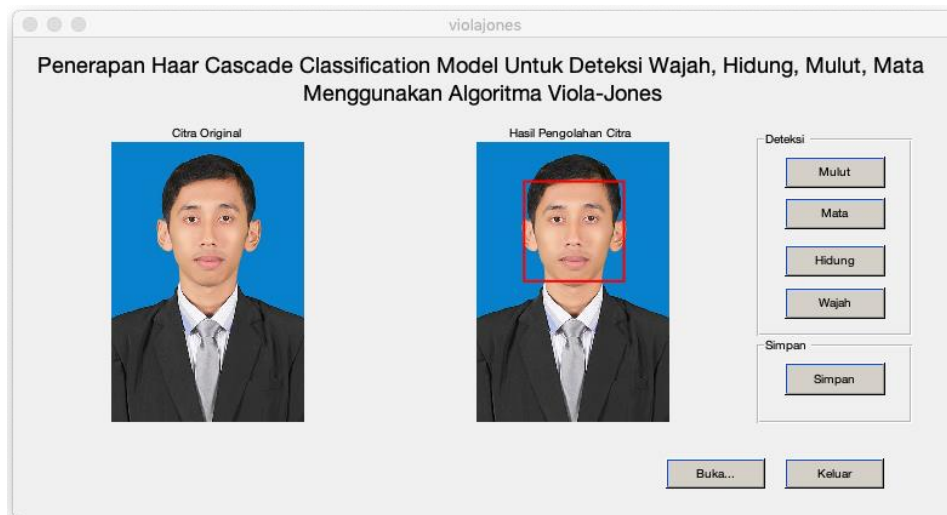 violajones
Penerapan Haar Cascade Classification Model Untuk Deteksi Wajah, Hidung, Mulut, Mata
Menggunakan Algoritma Viola-Jones
Citra Original
Hasil Pengolahan Citra
Deteksi
Mulut
Mata
Hidung
Wajah
Simpan
Simpan
Buka...
Keluar